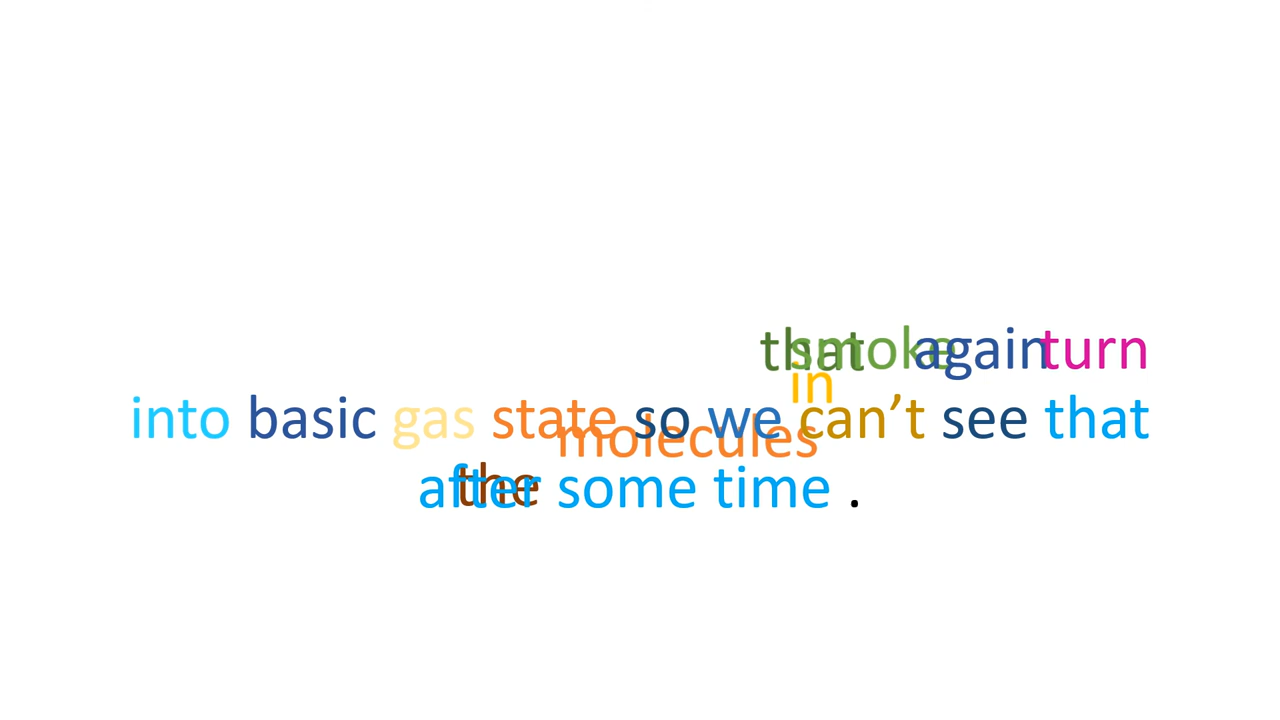 that smoke again turn
in
into basic gas state so we can’t see that
molecules
the
after some time .